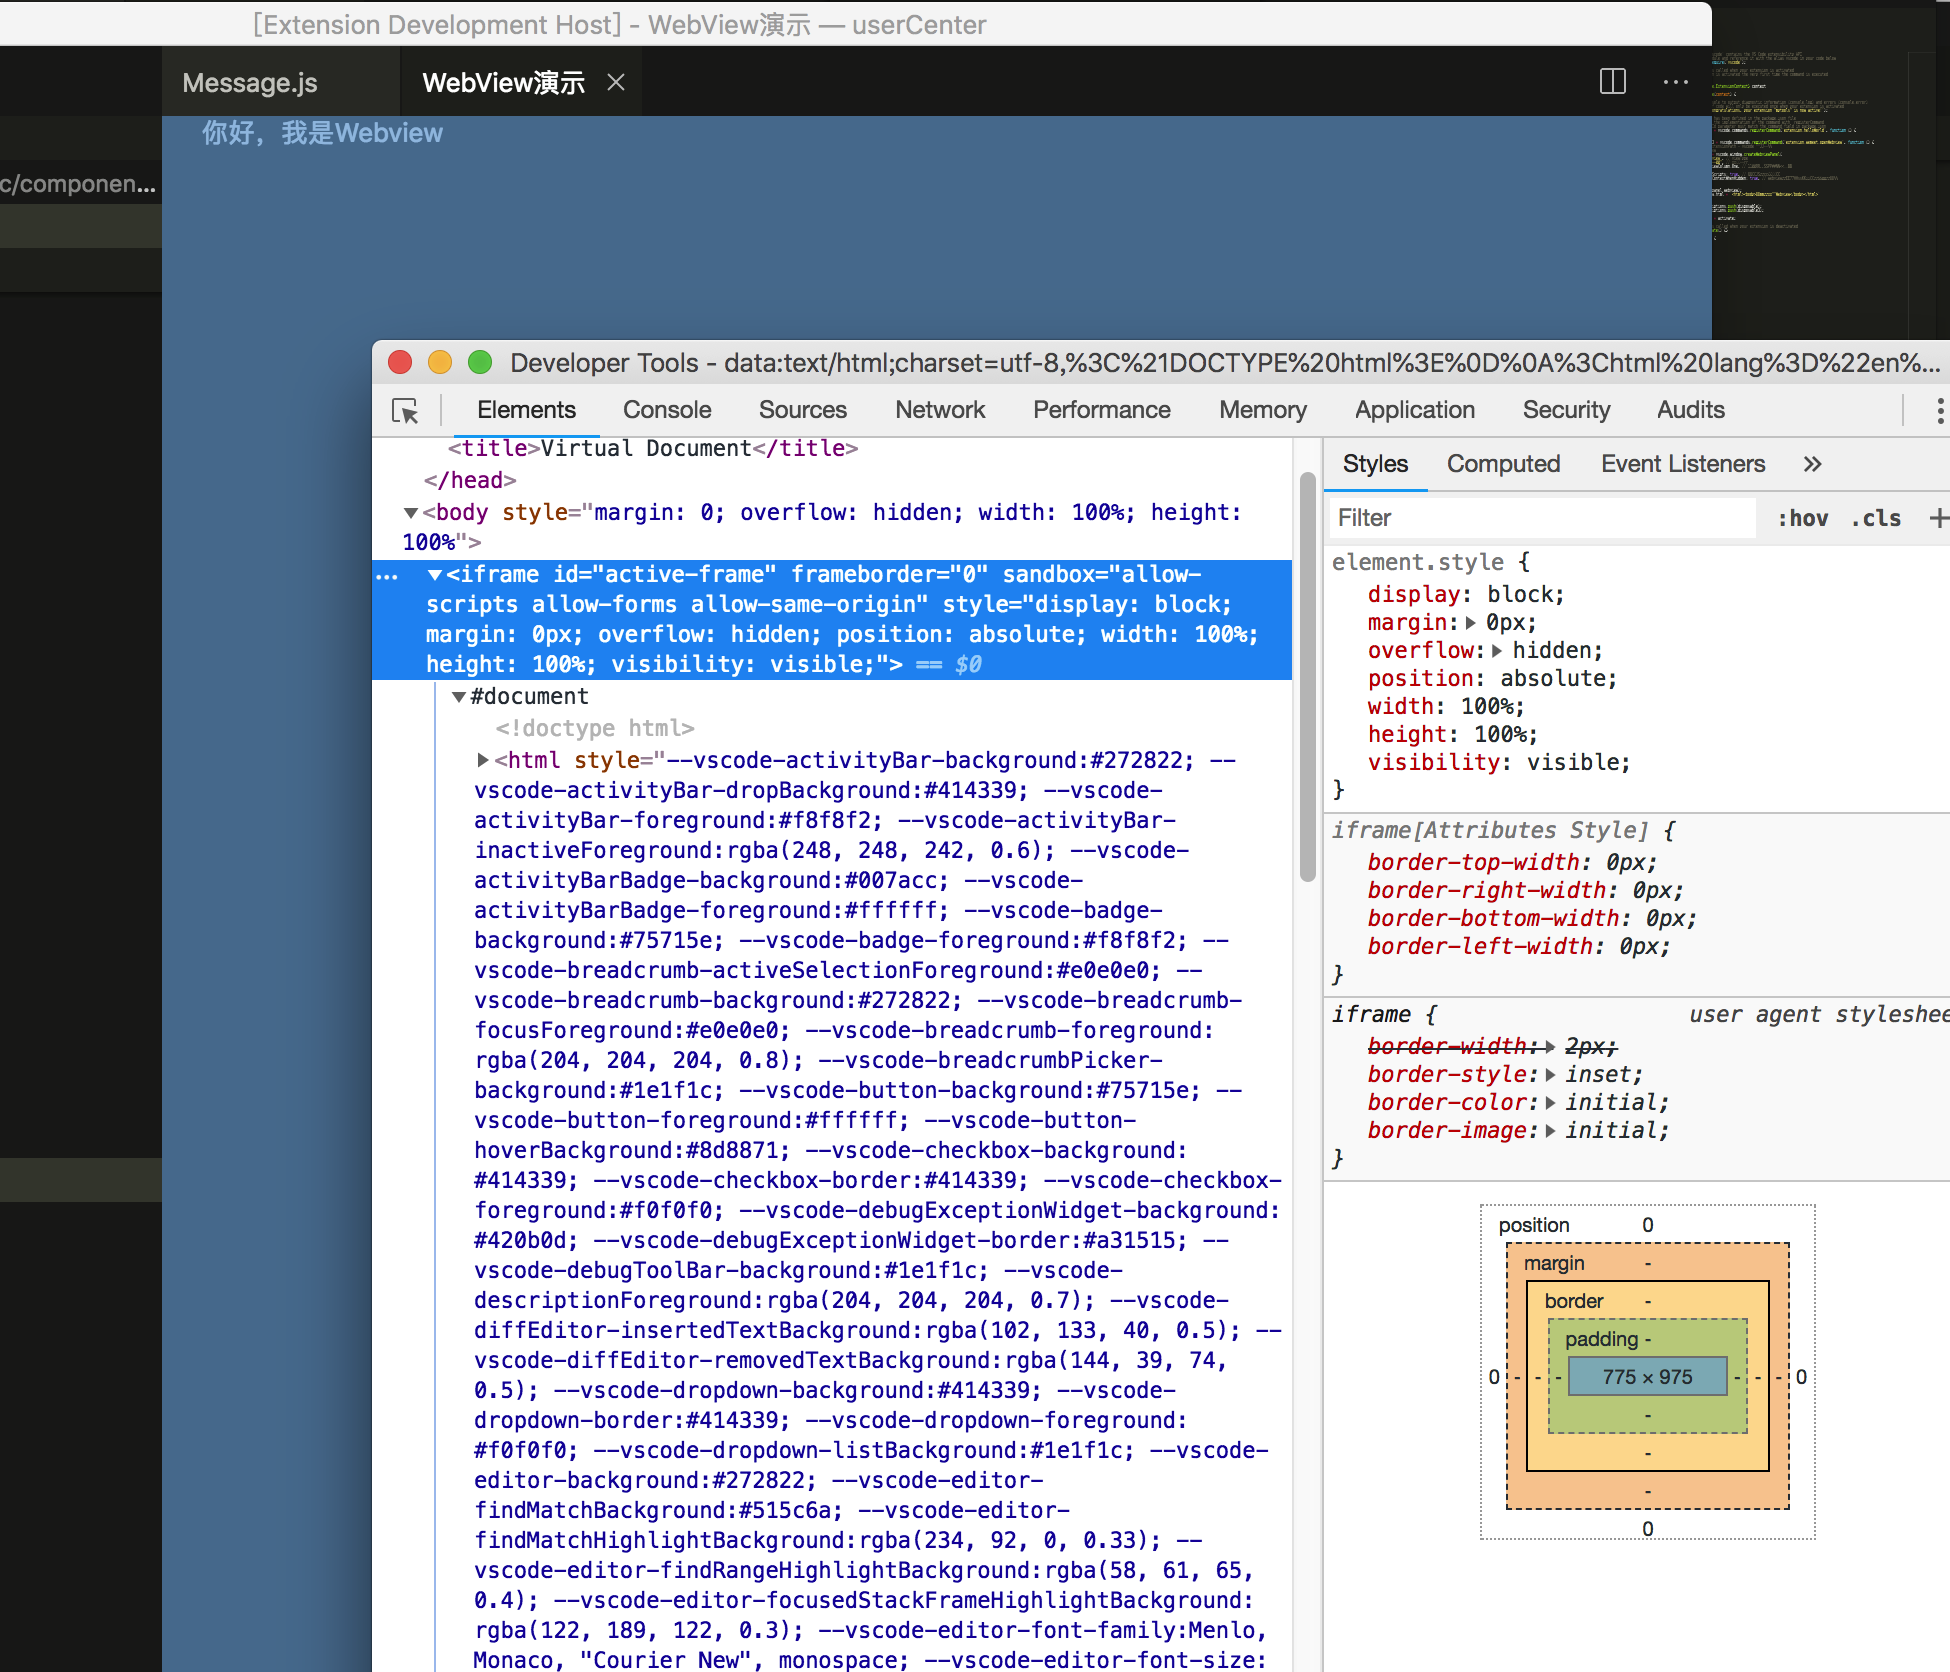 [Extension Development Host] - WebView演示 — userCenter
Message.js
WebView演示
你好，我是Webview
c/componen...
Developer Tools - data:text/html;charset=utf-8,%3C%21DOCTYPE%20html%3E%0D%0A%3Chtml%20lang%3D%22en%...
Elements Console Sources Network Performance Memory Application Security Audits
<title>Virtual Document</title>
</head>
▼<body style="margin: 0; overflow: hidden; width: 100%; height:
100%">
... ▼<iframe id="active-frame" frameborder="0" sandbox="allow-
scripts allow-forms allow-same-origin" style="display: block;
margin: 0px; overflow: hidden; position: absolute; width: 100%;
height: 100%; visibility: visible;"> == $0
▼#document
<!doctype html>
▶<html style="--vscode-activityBar-background:#272822; --
vscode-activityBar-dropBackground:#414339; --vscode-
activityBar-foreground:#f8f8f2; --vscode-activityBar-
inactiveForeground:rgba(248, 248, 242, 0.6); --vscode-
activityBarBadge-background:#007acc; --vscode-
activityBarBadge-foreground:#ffffff; --vscode-badge-
background:#75715e; --vscode-badge-foreground:#f8f8f2; --
vscode-breadcrumb-activeSelectionForeground:#e0e0e0; --
vscode-breadcrumb-background:#272822; --vscode-breadcrumb-
focusForeground:#e0e0e0; --vscode-breadcrumb-foreground:
rgba(204, 204, 204, 0.8); --vscode-breadcrumbPicker-
background:#1e1f1c; --vscode-button-background:#75715e; --
vscode-button-foreground:#ffffff; --vscode-button-
hoverBackground:#8d8871; --vscode-checkbox-background:
#414339; --vscode-checkbox-border:#414339; --vscode-checkbox-
foreground:#f0f0f0; --vscode-debugExceptionWidget-background:
#420b0d; --vscode-debugExceptionWidget-border:#a31515; --
vscode-debugToolBar-background:#1e1f1c; --vscode-
descriptionForeground:rgba(204, 204, 204, 0.7); --vscode-
diffEditor-insertedTextBackground:rgba(102, 133, 40, 0.5); --
vscode-diffEditor-removedTextBackground:rgba(144, 39, 74,
0.5); --vscode-dropdown-background:#414339; --vscode-
dropdown-border:#414339; --vscode-dropdown-foreground:
#f0f0f0; --vscode-dropdown-listBackground:#1e1f1c; --vscode-
editor-background:#272822; --vscode-editor-
findMatchBackground:#515c6a; --vscode-editor-
findMatchHighlightBackground:rgba(234, 92, 0, 0.33); --
vscode-editor-findRangeHighlightBackground:rgba(58, 61, 65,
0.4); --vscode-editor-focusedStackFrameHighlightBackground:
rgba(122, 189, 122, 0.3); --vscode-editor-font-family:Menlo,
Monaco, "Courier New", monospace; --vscode-editor-font-size:
Styles Computed Event Listeners »
Filter :hov .cls +
element.style {
display: block;
margin:▶ 0px;
overflow:▶ hidden;
position: absolute;
width: 100%;
height: 100%;
visibility: visible;
}
iframe[Attributes Style] {
border-top-width: 0px;
border-right-width: 0px;
border-bottom-width: 0px;
border-left-width: 0px;
}
iframe { user agent styleshee
border-width:▶ 2px;
border-style:▶ inset;
border-color:▶ initial;
border-image:▶ initial;
}
position 0
margin -
border -
padding -
0 - - - 775 × 975 - - - 0
-
-
-
0